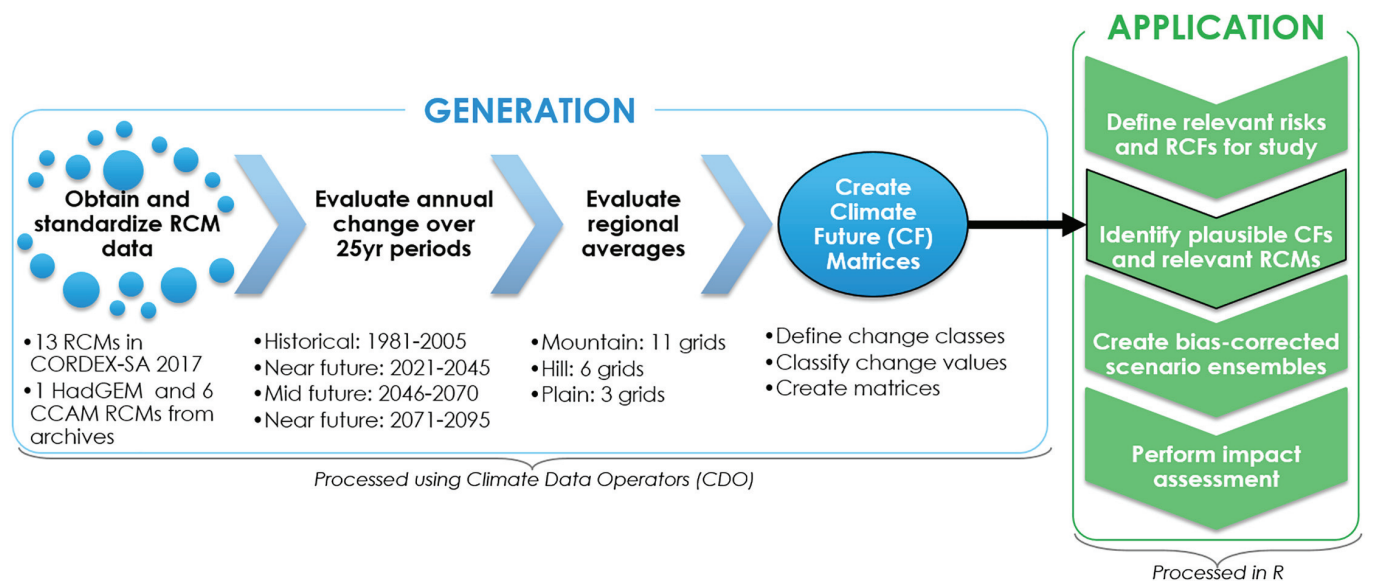 GENERATION
Obtain and
standardize RCM
data
•13 RCMs in
CORDEX-SA 2017
•1 HadGEM and 6
CCAM RCMs from
archives
Evaluate annual
change over
25yr periods
•Historical: 1981-2005
•Near future: 2021-2045
•Mid future: 2046-2070
•Near future: 2071-2095
Evaluate
regional
averages
•Mountain: 11 grids
•Hill: 6 grids
•Plain: 3 grids
Create
Climate
Future (CF)
Matrices
•Define change classes
•Classify change values
•Create matrices
Processed using Climate Data Operators (CDO)
APPLICATION
Define relevant risks
and RCFs for study
Identify plausible CFs
and relevant RCMs
Create bias-corrected
scenario ensembles
Perform impact
assessment
Processed in R